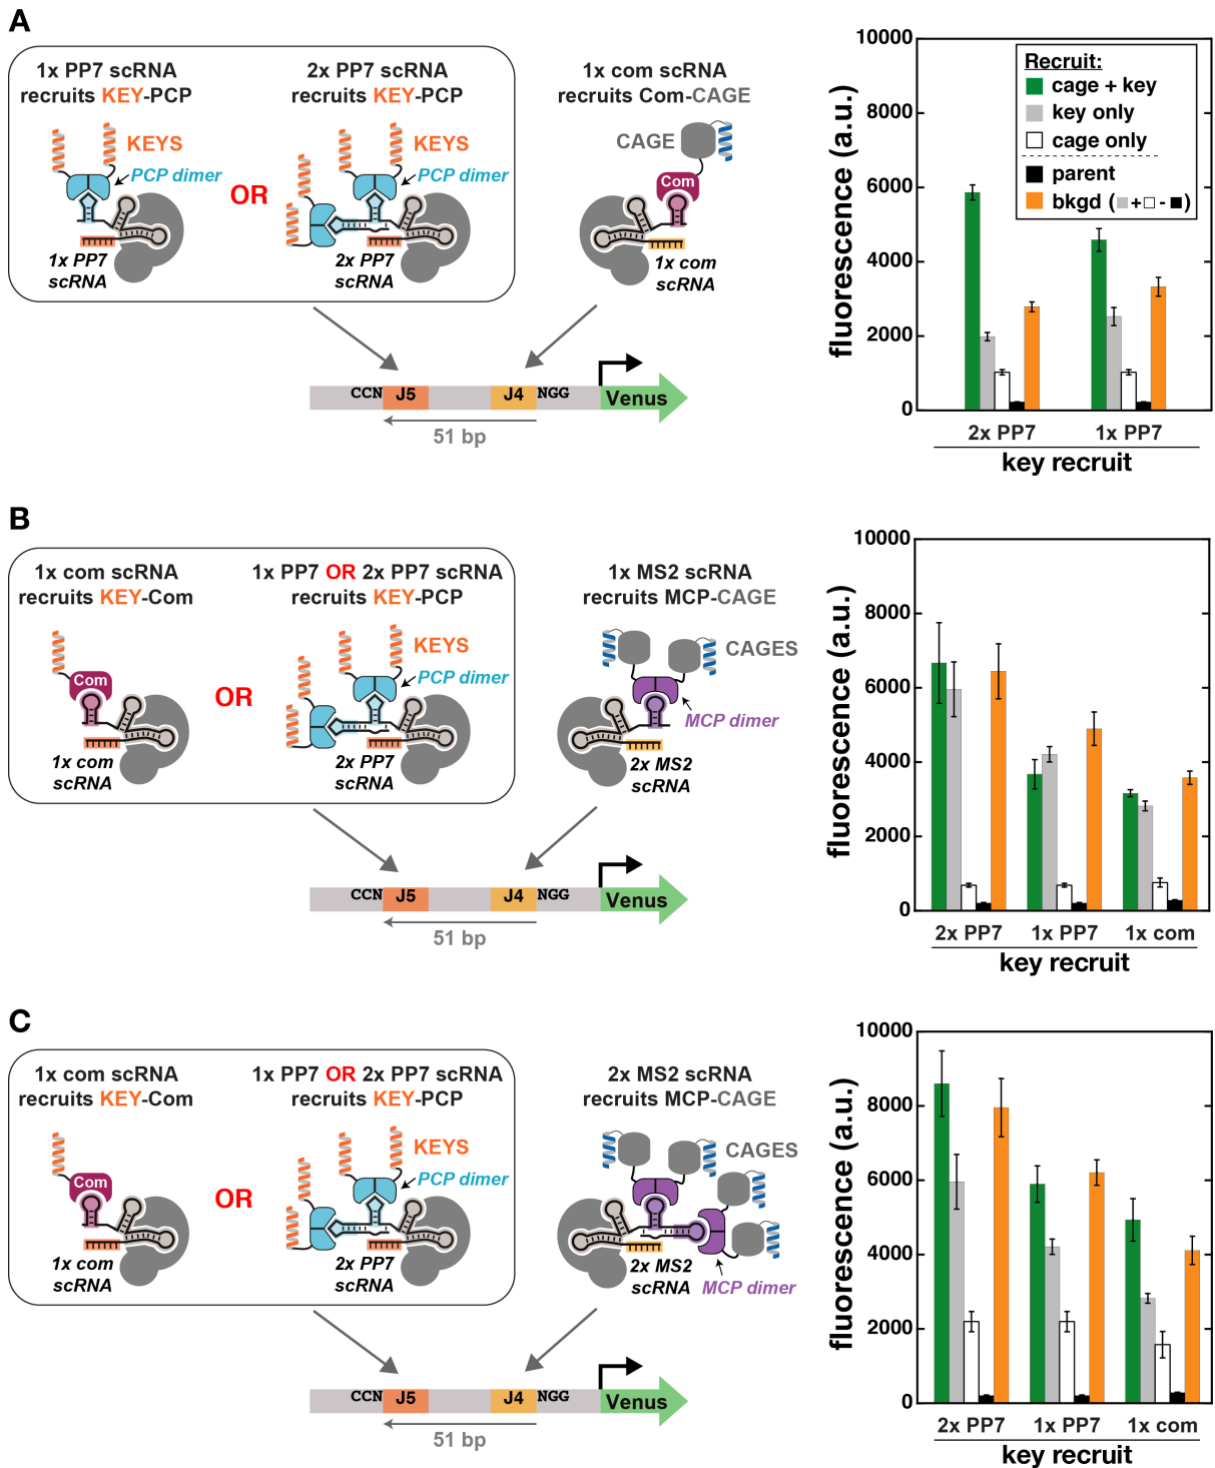 A
1x PP7 scRNA
recruits KEY-PCP
2x PP7 scRNA
recruits KEY-PCP
1x com scRNA
recruits Com-CAGE
KEYS
PCP dimer
OR
KEYS
PCP dimer
CAGE
Com
1x PP7
scRNA
2x PP7
scRNA
1x com
scRNA
CCN
J5
J4
NGG
Venus
51 bp
fluorescence (a.u.)
10000
8000
6000
4000
2000
0
Recruit:
cage + key
key only
cage only
parent
bkgd ( + - )
2x PP7
1x PP7
key recruit
B
1x com scRNA
recruits KEY-Com
1x PP7 OR 2x PP7 scRNA
recruits KEY-PCP
1x MS2 scRNA
recruits MCP-CAGE
Com
OR
KEYS
PCP dimer
CAGES
MCP dimer
1x com
scRNA
2x PP7
scRNA
2x MS2
scRNA
CCN
J5
J4
NGG
Venus
51 bp
fluorescence (a.u.)
10000
8000
6000
4000
2000
0
2x PP7
1x PP7
1x com
key recruit
C
1x com scRNA
recruits KEY-Com
1x PP7 OR 2x PP7 scRNA
recruits KEY-PCP
2x MS2 scRNA
recruits MCP-CAGE
Com
OR
KEYS
PCP dimer
CAGES
1x com
scRNA
2x PP7
scRNA
2x MS2
scRNA
MCP dimer
CCN
J5
J4
NGG
Venus
51 bp
fluorescence (a.u.)
10000
8000
6000
4000
2000
0
2x PP7
1x PP7
1x com
key recruit